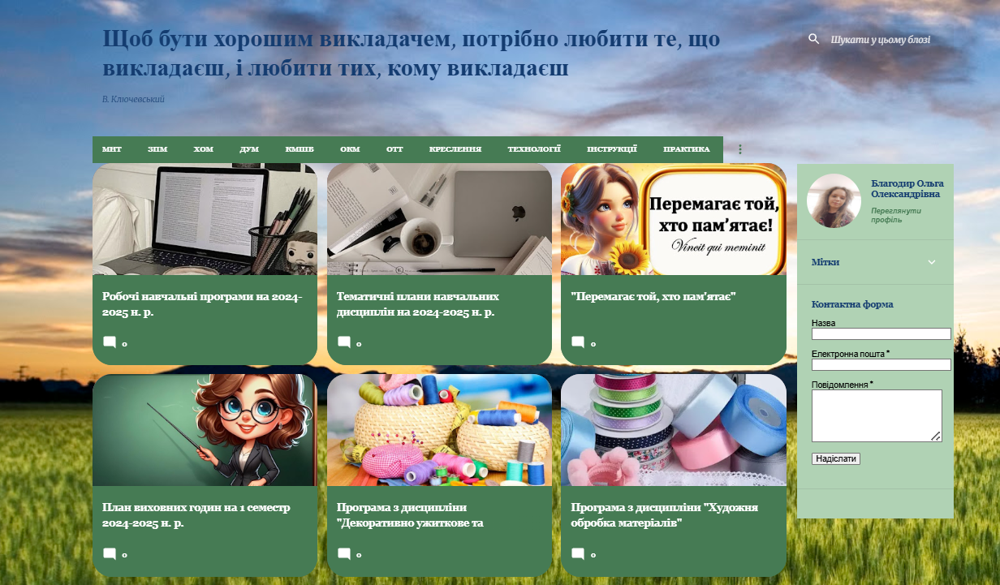 Щоб бути хорошим викладачем, потрібно любити те, що
викладаєш, і любити тих, кому викладаєш
В. Ключевський
Шукати у цьому блозі
МНТ ЗПМ ХОМ ДУМ КМШВ ОКМ ОТТ КРЕСЛЕННЯ ТЕХНОЛОГІЇ ІНСТРУКЦІЇ ПРАКТИКА
Перемагає той,
хто пам'ятає!
Vincit qui meminit
Робочі навчальні програми на 2024-
2025 н. р.
0
Тематичні плани навчальних
дисциплін на 2024-2025 н. р.
0
"Перемагає той, хто пам'ятає"
0
План виховних годин на 1 семестр
2024-2025 н. р.
0
Програма з дисципліни
"Декоративно ужиткове та
0
Програма з дисципліни "Художня
обробка матеріалів"
0
Благодир Ольга
Олександрівна
Переглянути
профіль
Мітки
Контактна форма
Назва
Електронна пошта *
Повідомлення *
Надіслати